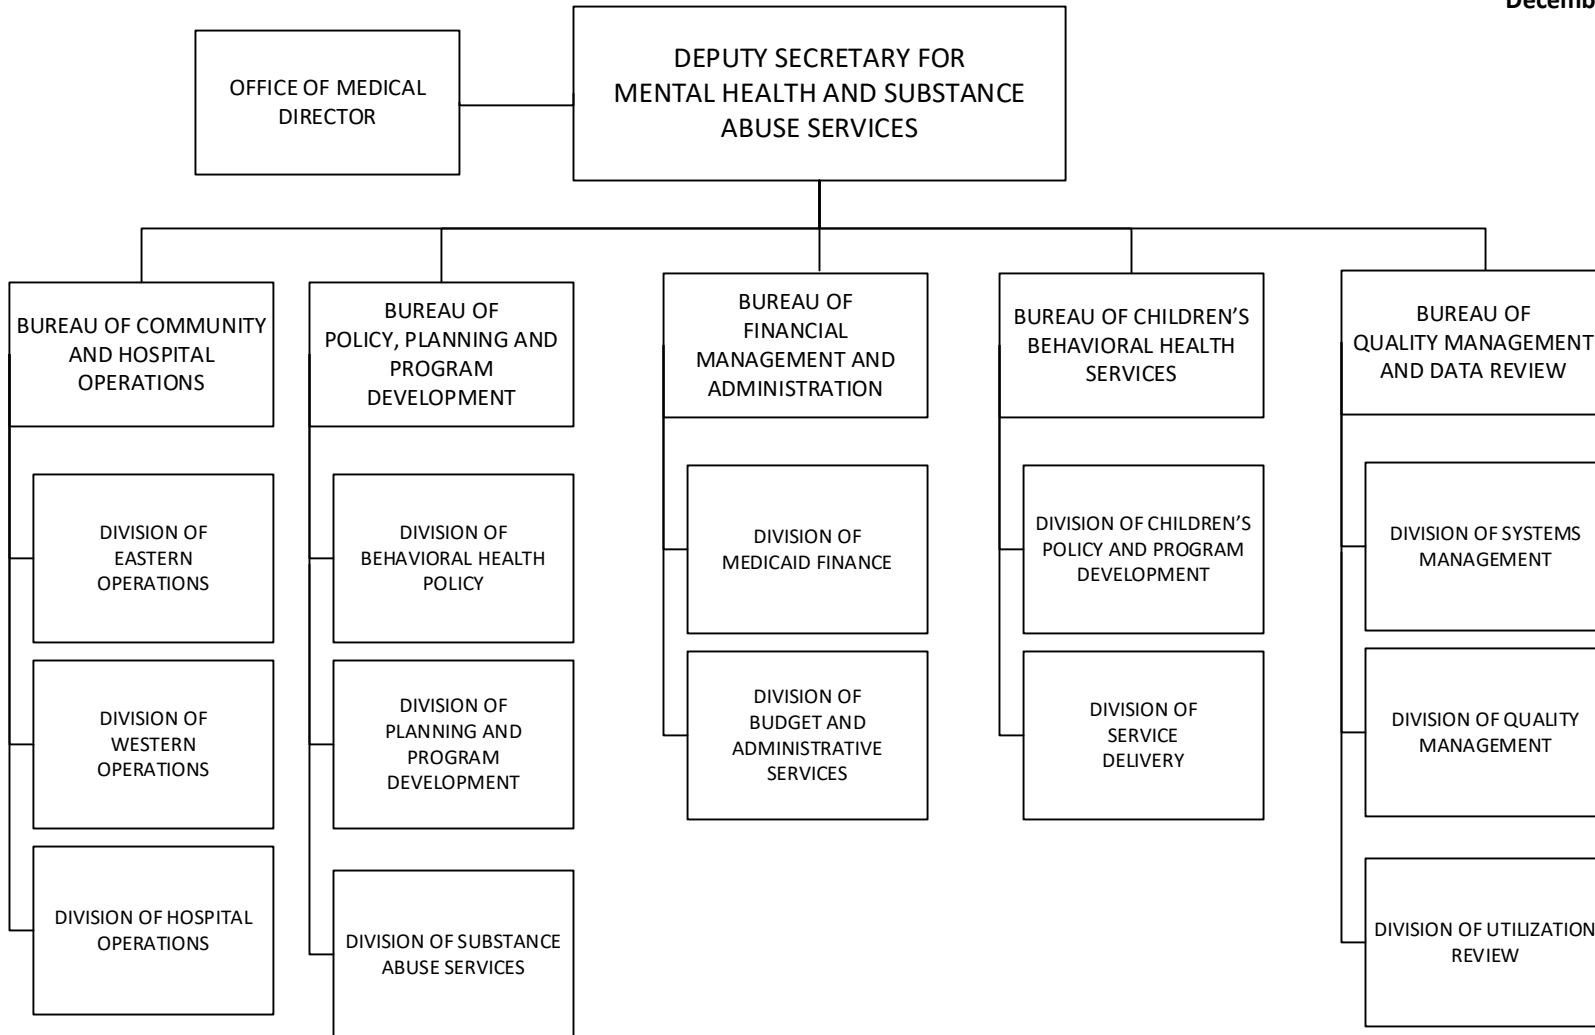 Decemb
OFFICE OF MEDICAL
DIRECTOR
DEPUTY SECRETARY FOR
MENTAL HEALTH AND SUBSTANCE
ABUSE SERVICES
BUREAU OF COMMUNITY
AND HOSPITAL
OPERATIONS
BUREAU OF
POLICY, PLANNING AND
PROGRAM
DEVELOPMENT
BUREAU OF
FINANCIAL
MANAGEMENT AND
ADMINISTRATION
BUREAU OF CHILDREN’S
BEHAVIORAL HEALTH
SERVICES
BUREAU OF
QUALITY MANAGEMENT
AND DATA REVIEW
DIVISION OF
EASTERN
OPERATIONS
DIVISION OF
BEHAVIORAL HEALTH
POLICY
DIVISION OF
MEDICAID FINANCE
DIVISION OF CHILDREN’S
POLICY AND PROGRAM
DEVELOPMENT
DIVISION OF SYSTEMS
MANAGEMENT
DIVISION OF
WESTERN
OPERATIONS
DIVISION OF
PLANNING AND
PROGRAM
DEVELOPMENT
DIVISION OF
BUDGET AND
ADMINISTRATIVE
SERVICES
DIVISION OF
SERVICE
DELIVERY
DIVISION OF QUALITY
MANAGEMENT
DIVISION OF HOSPITAL
OPERATIONS
DIVISION OF SUBSTANCE
ABUSE SERVICES
DIVISION OF UTILIZATION
REVIEW